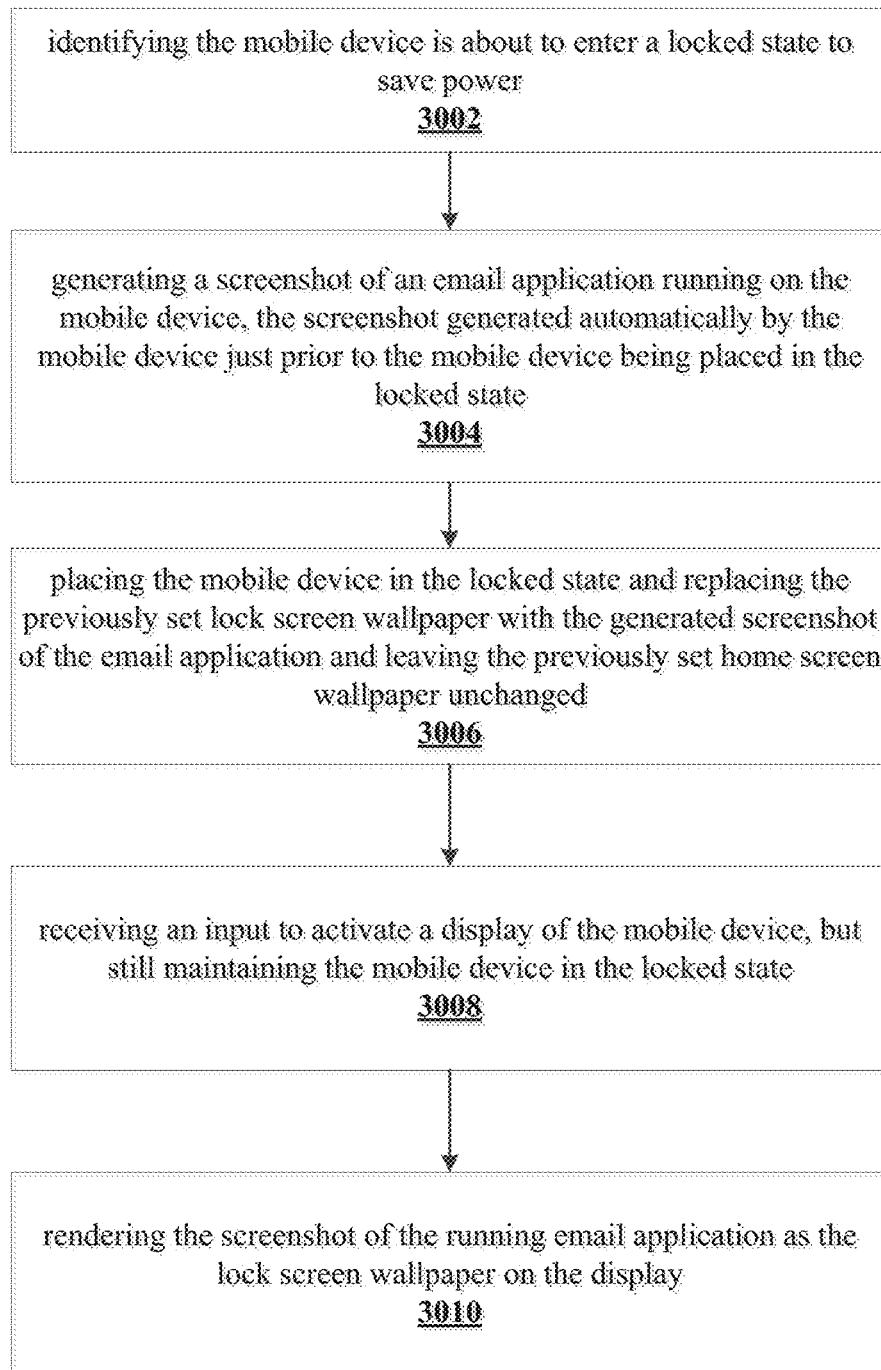 identifying the mobile device is about to enter a locked state to
save power
3002
generating a screenshot of an email application running on the
mobile device, the screenshot generated automatically by the
mobile device just prior to the mobile device being placed in the
locked state
3004
placing the mobile device in the locked state and replacing the
previously set lock screen wallpaper with the generated screenshot
of the email application and leaving the previously set home screen
wallpaper unchanged
3006
receiving an input to activate a display of the mobile device, but
still maintaining the mobile device in the locked state
3008
rendering the screenshot of the running email application as the
lock screen wallpaper on the display
3010